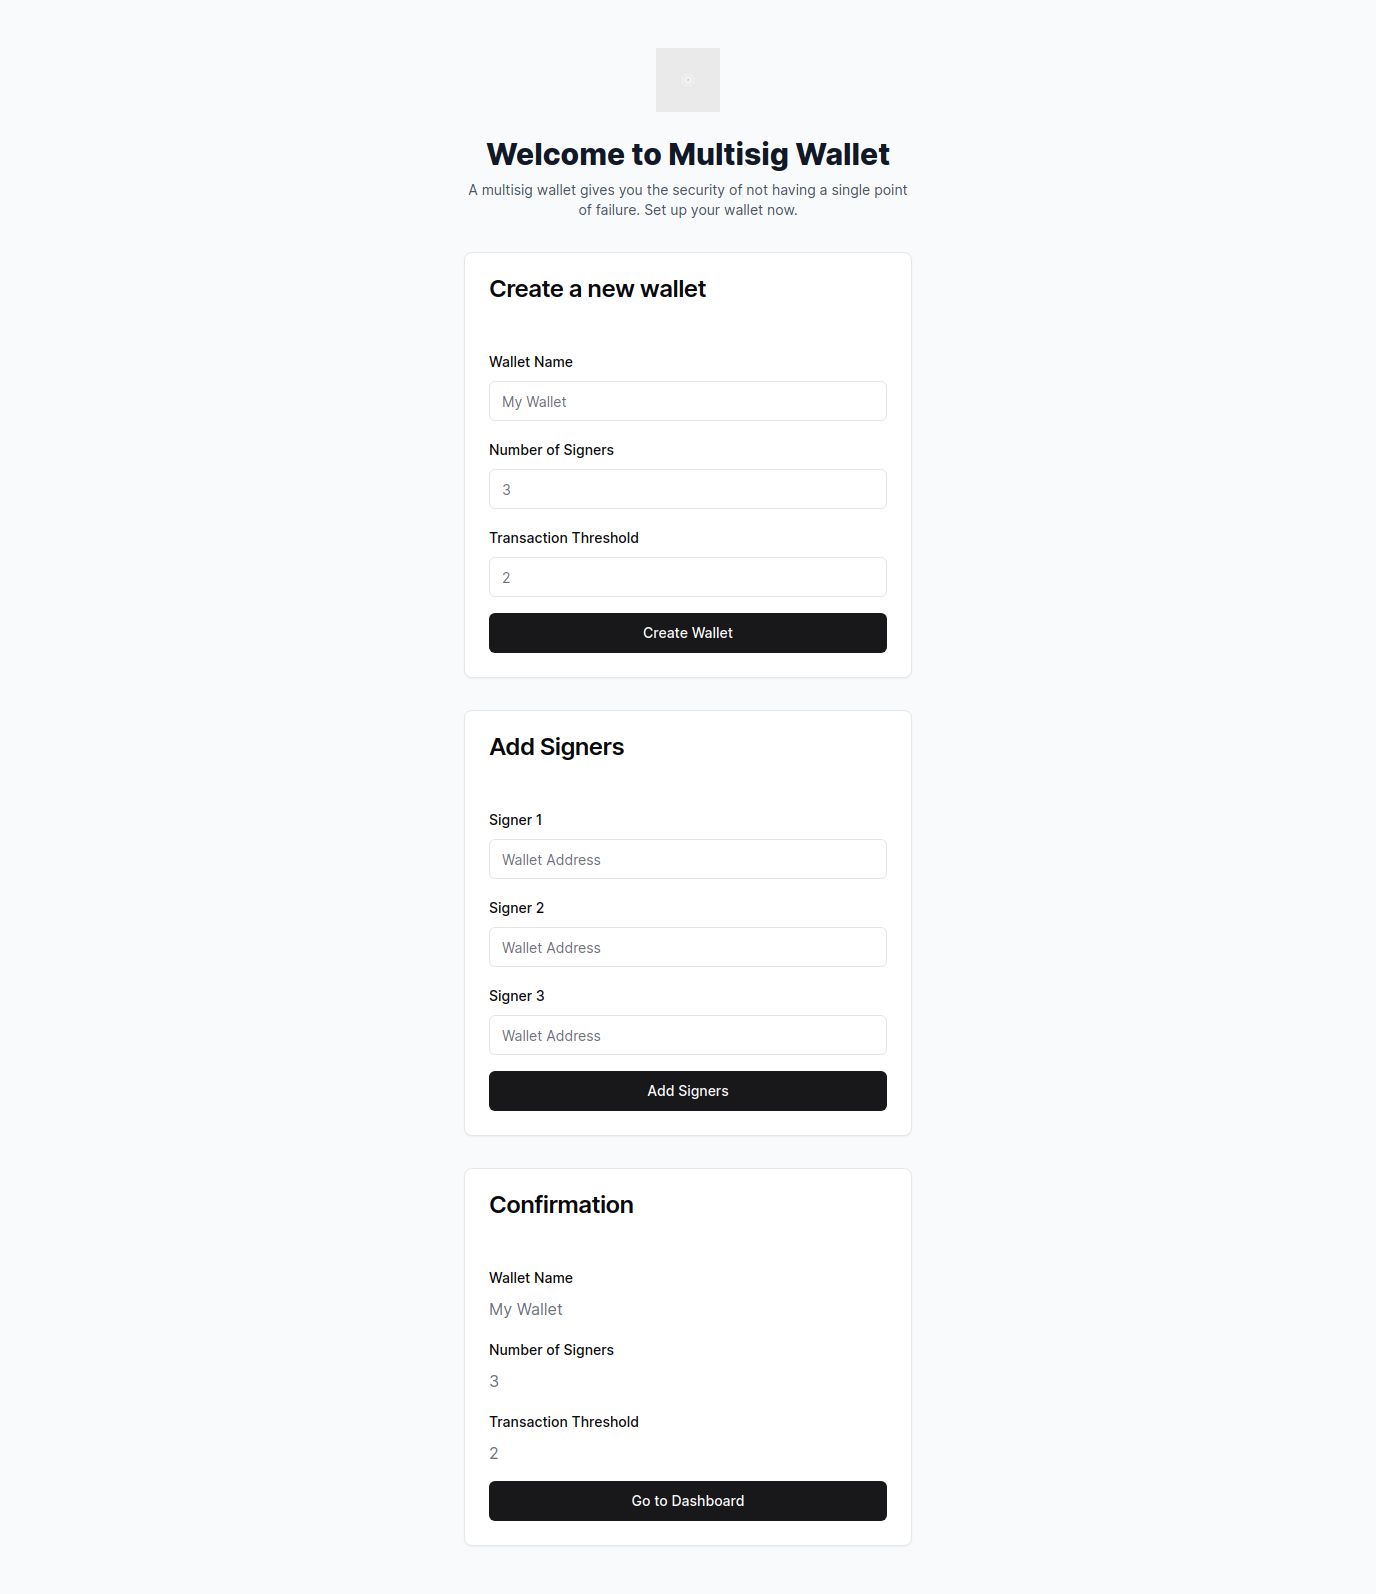 Welcome to Multisig Wallet
A multisig wallet gives you the security of not having a single point
of failure. Set up your wallet now.
Create a new wallet
Wallet Name
My Wallet
Number of Signers
3
Transaction Threshold
2
Create Wallet
Add Signers
Signer 1
Wallet Address
Signer 2
Wallet Address
Signer 3
Wallet Address
Add Signers
Confirmation
Wallet Name
My Wallet
Number of Signers
3
Transaction Threshold
2
Go to Dashboard